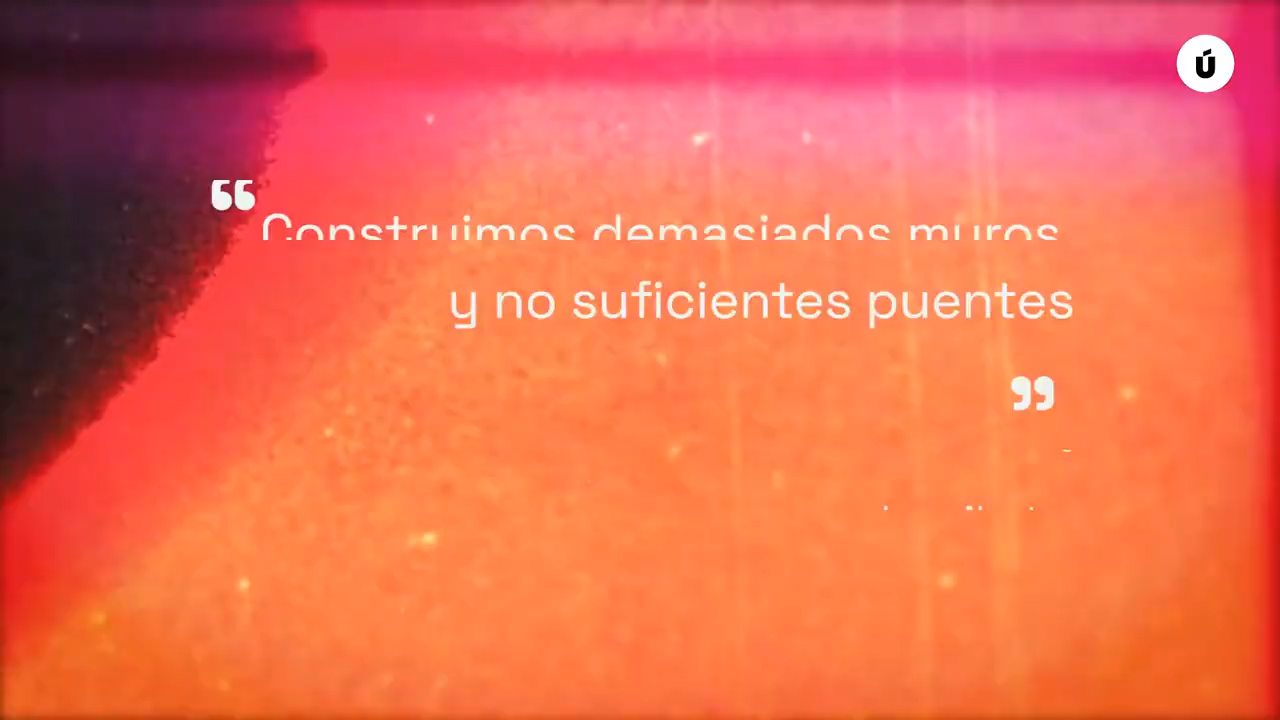 Ú
“Construimos demasiados muros
y no suficientes puentes
”